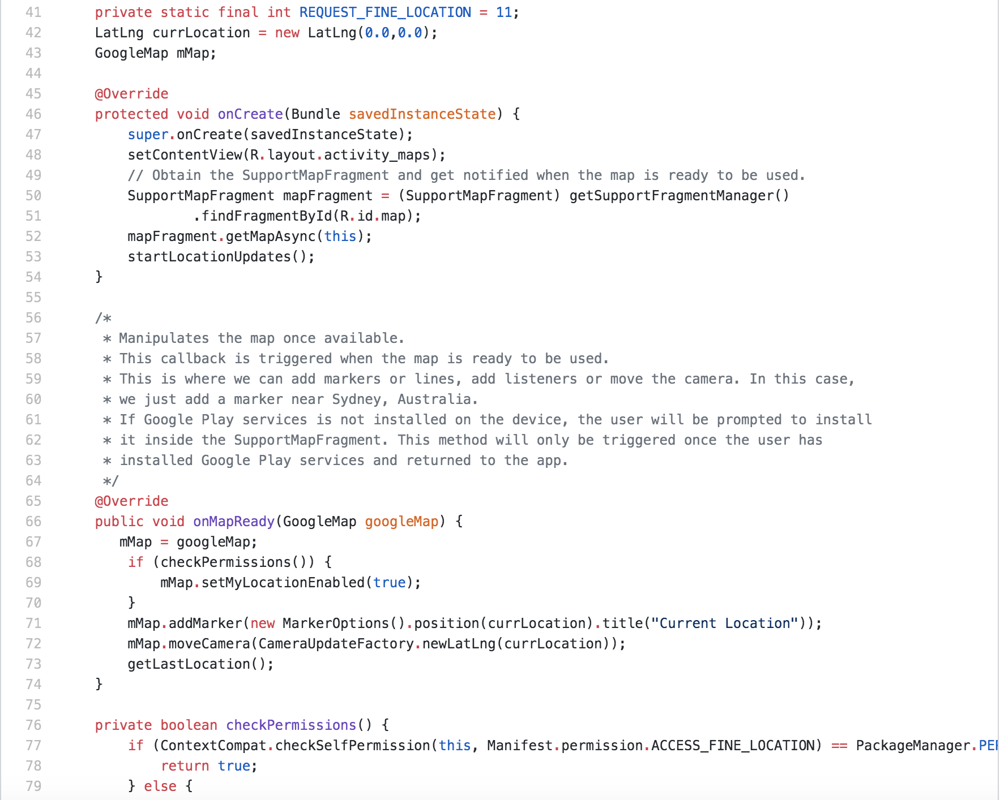 41 private static final int REQUEST_FINE_LOCATION = 11;
42 LatLng currLocation = new LatLng(0.0,0.0);
43 GoogleMap mMap;
44
45 @Override
46 protected void onCreate(Bundle savedInstanceState) {
47 super.onCreate(savedInstanceState);
48 setContentView(R.layout.activity_maps);
49 // Obtain the SupportMapFragment and get notified when the map is ready to be used.
50 SupportMapFragment mapFragment = (SupportMapFragment) getSupportFragmentManager()
51 .findFragmentById(R.id.map);
52 mapFragment.getMapAsync(this);
53 startLocationUpdates();
54 }
55
56 /*
57 * Manipulates the map once available.
58 * This callback is triggered when the map is ready to be used.
59 * This is where we can add markers or lines, add listeners or move the camera. In this case,
60 * we just add a marker near Sydney, Australia.
61 * If Google Play services is not installed on the device, the user will be prompted to install
62 * it inside the SupportMapFragment. This method will only be triggered once the user has
63 * installed Google Play services and returned to the app.
64 */
65 @Override
66 public void onMapReady(GoogleMap googleMap) {
67 mMap = googleMap;
68 if (checkPermissions()) {
69 mMap.setMyLocationEnabled(true);
70 }
71 mMap.addMarker(new MarkerOptions().position(currLocation).title("Current Location"));
72 mMap.moveCamera(CameraUpdateFactory.newLatLng(currLocation));
73 getLastLocation();
74 }
75
76 private boolean checkPermissions() {
77 if (ContextCompat.checkSelfPermission(this, Manifest.permission.ACCESS_FINE_LOCATION) == PackageManager.PE
78 return true;
79 } else {